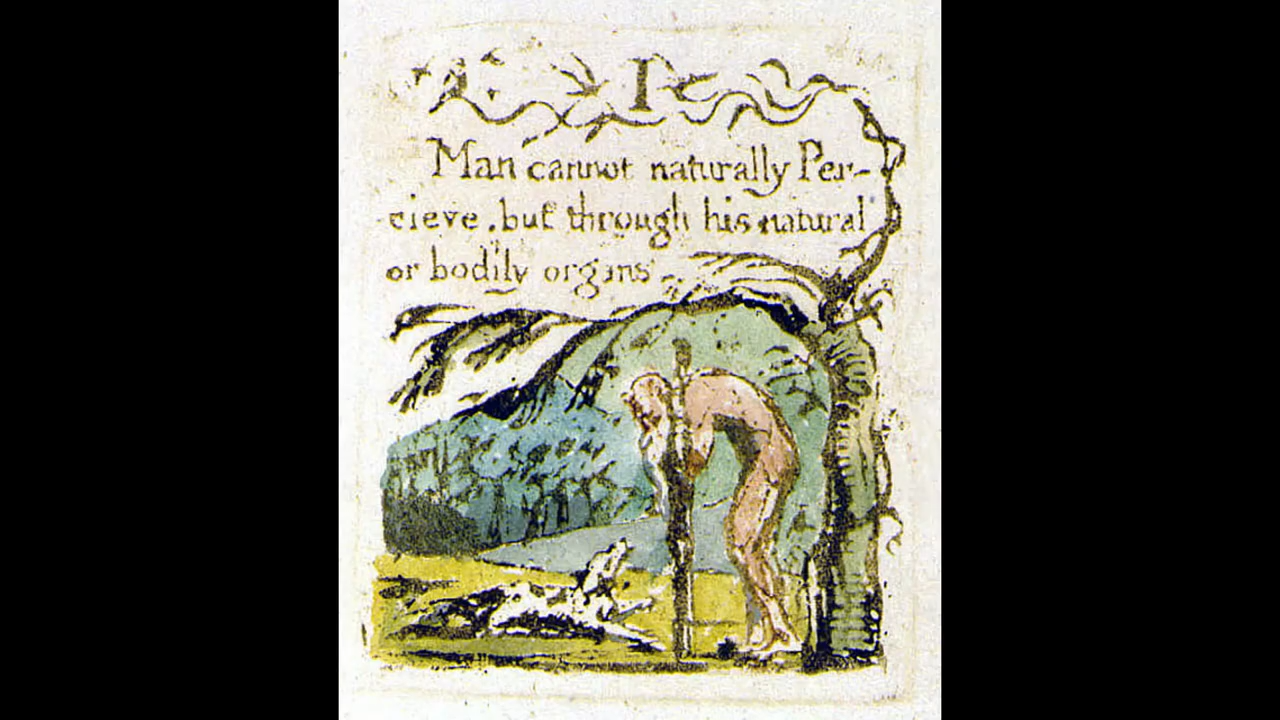 I
Man cannot naturally Per-
cieve, but through his natural
or bodily organs